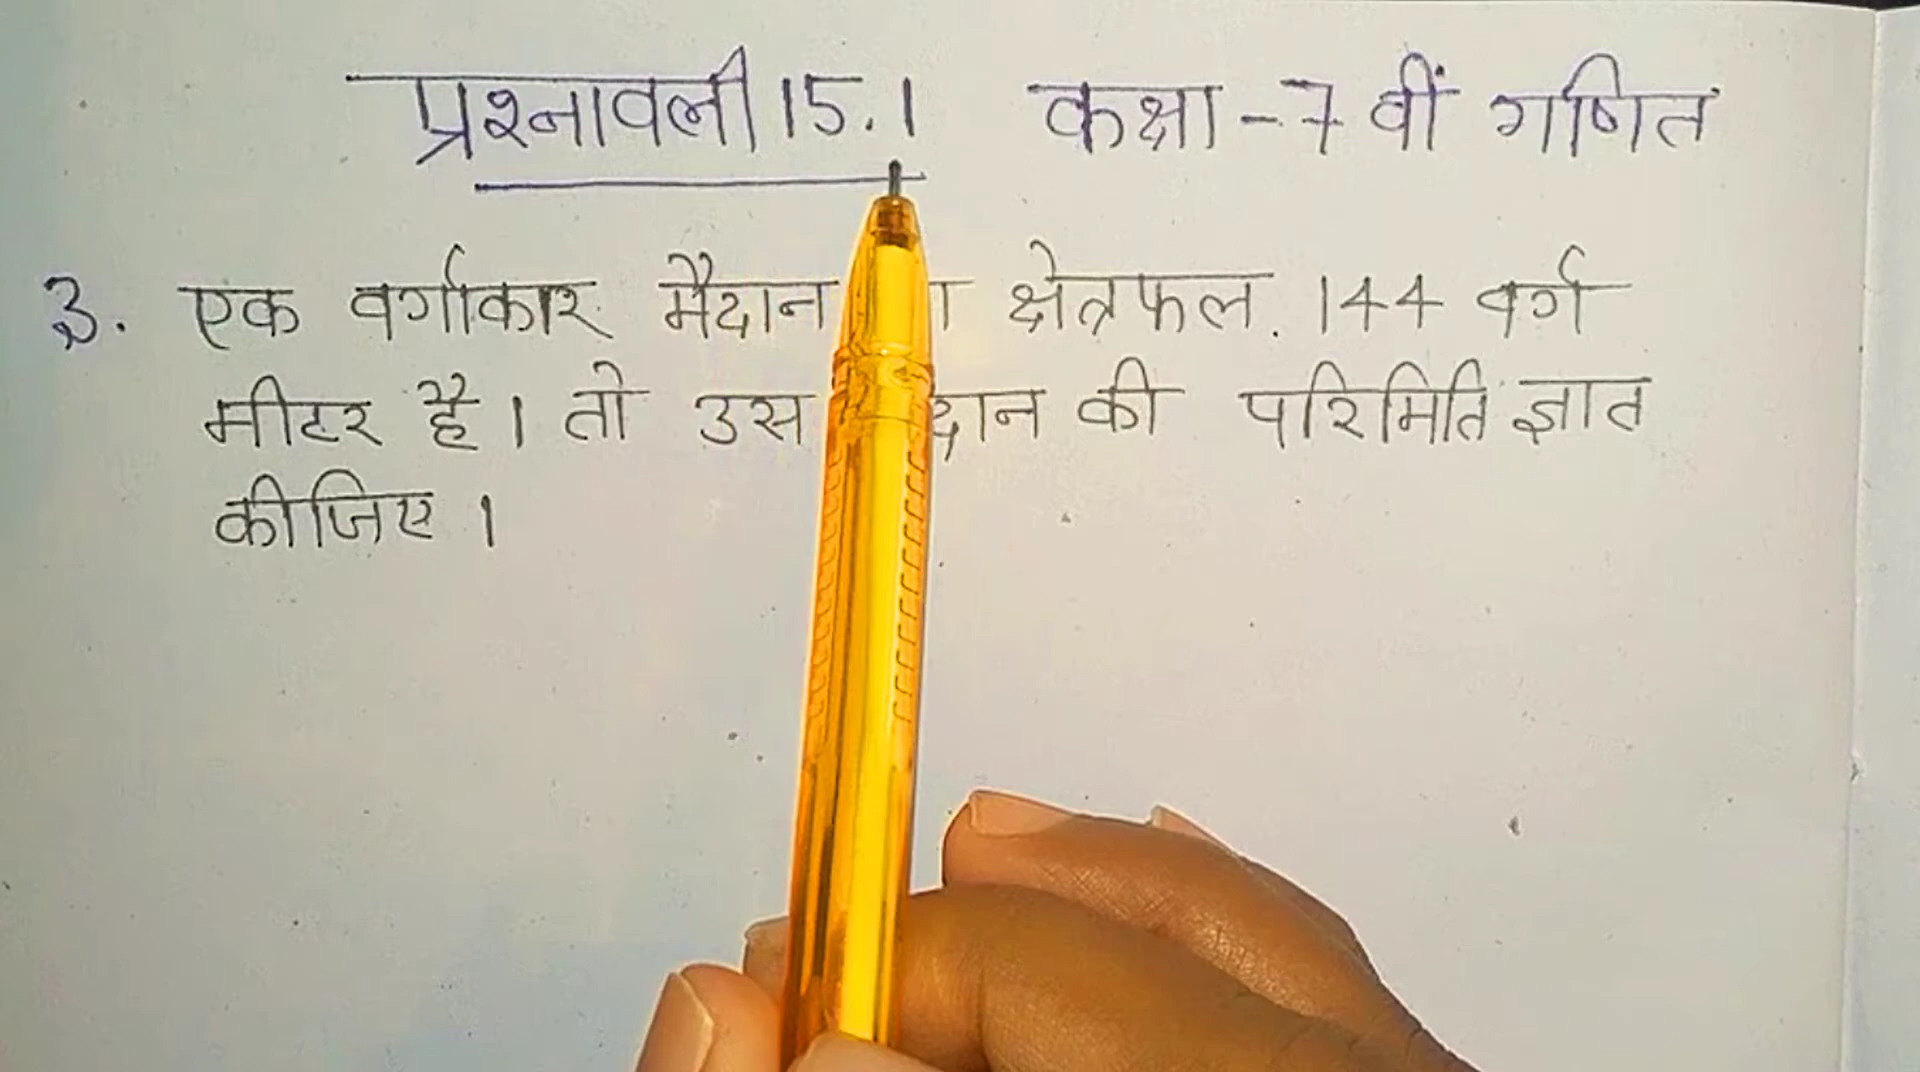 प्रश्नावली 15.1 कक्षा-7 वीं गणित
3. एक वर्गाकार मैदान क्षेत्रफल. 144 वर्ग
मीटर है। तो उस की परिमिति ज्ञात
कीजिए।